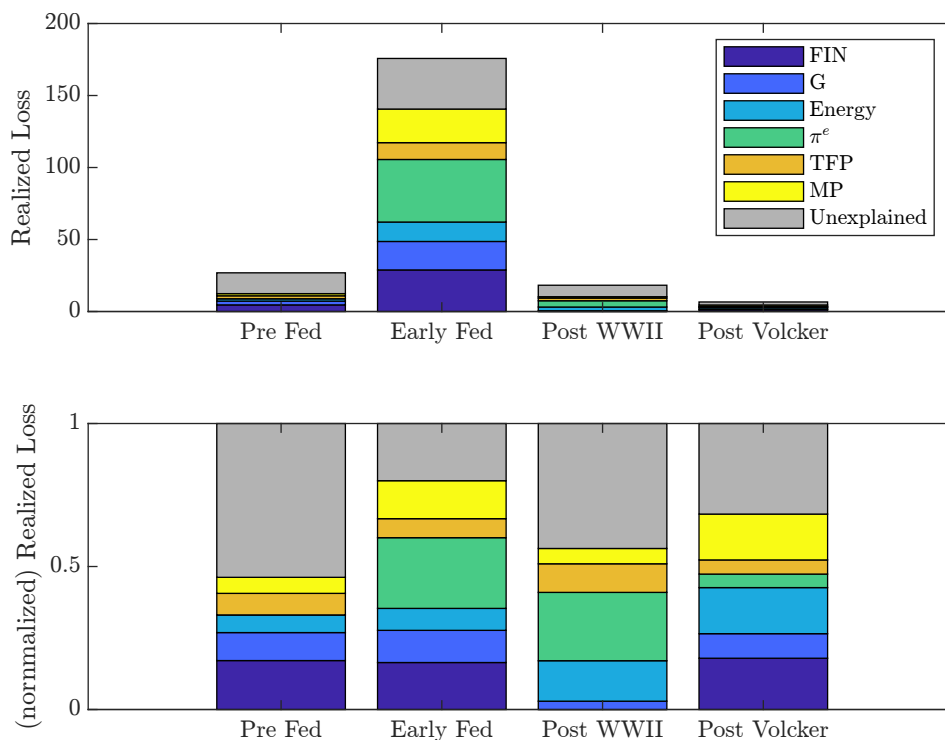 Realized Loss
200
150
100
50
0
FIN
G
Energy
π^e
TFP
MP
Unexplained
Pre Fed
Early Fed
Post WWII
Post Volcker
(normmalized) Realized Loss
1
0.5
0
Pre Fed
Early Fed
Post WWII
Post Volcker